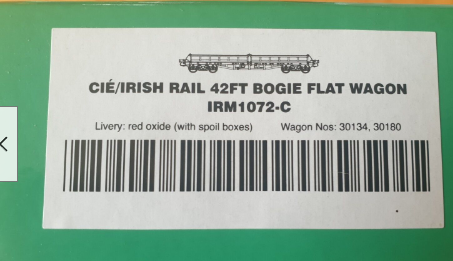 CIÉ/IRISH RAIL 42FT BOGIE FLAT WAGON
IRM1072-C
Livery: red oxide (with spoil boxes) Wagon Nos: 30134, 30180